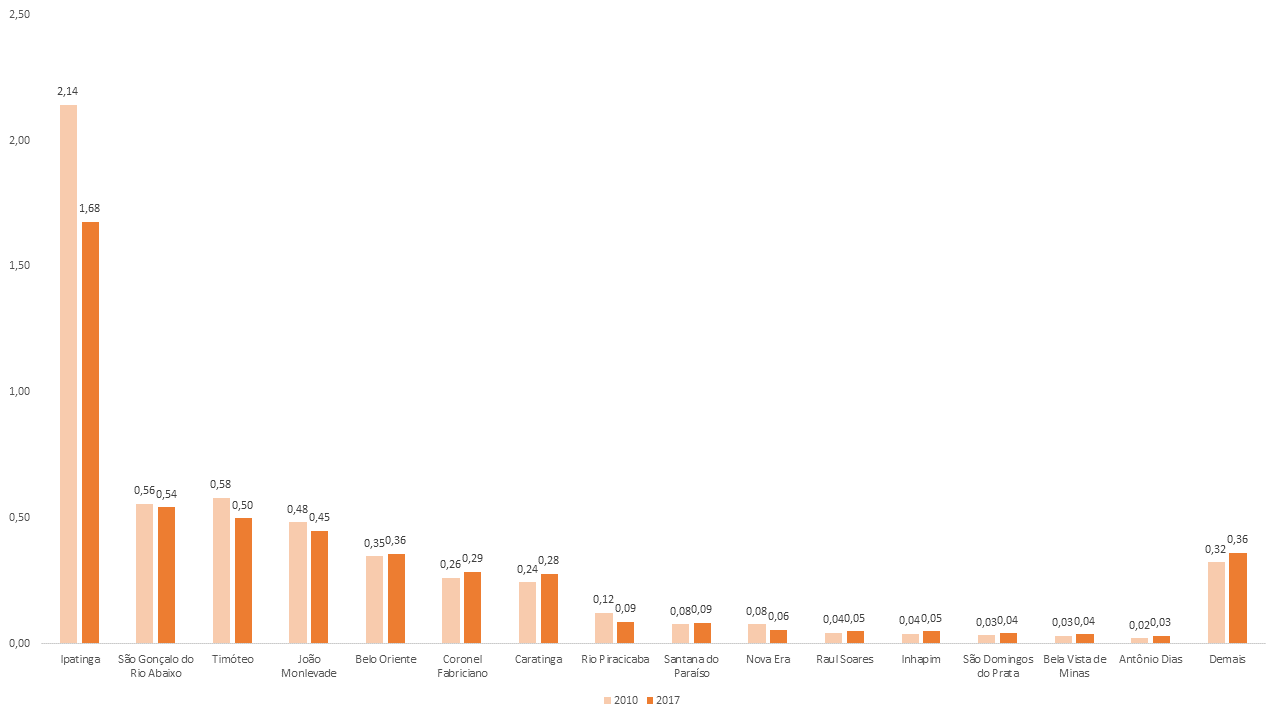 2,50
2,00
1,50
1,00
0,50
0,00
2,14
1,68
0,56
0,54
0,58
0,50
0,48
0,45
0,35
0,36
0,26
0,29
0,24
0,28
0,12
0,09
0,08
0,09
0,08
0,06
0,04
0,05
0,04
0,05
0,03
0,04
0,03
0,04
0,02
0,03
0,32
0,36
Ipatinga
São Gonçalo do
Rio Abaixo
Timóteo
João
Monlevade
Belo Oriente
Coronel
Fabriciano
Caratinga
Rio Piracicaba
Santana do
Paraíso
Nova Era
Raul Soares
Inhapim
São Domingos
do Prata
Bela Vista de
Minas
Antônio Dias
Demais
2010
2017